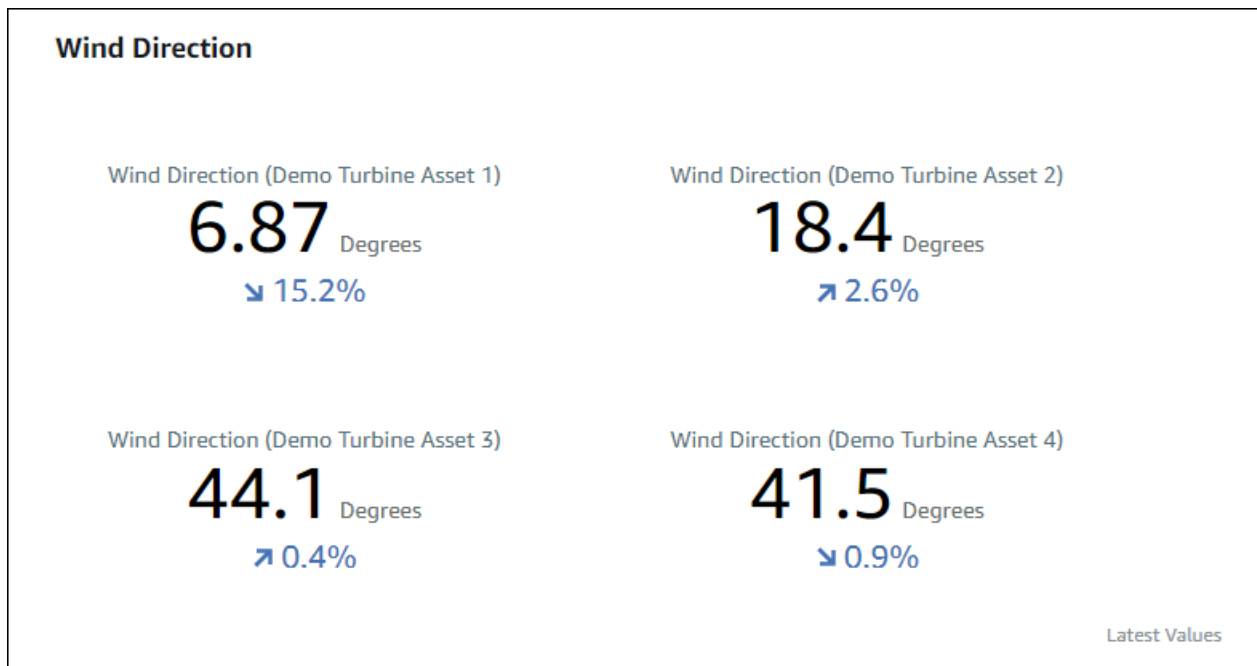 Wind Direction
Wind Direction (Demo Turbine Asset 1)
6.87 Degrees
↘ 15.2%
Wind Direction (Demo Turbine Asset 2)
18.4 Degrees
↗ 2.6%
Wind Direction (Demo Turbine Asset 3)
44.1 Degrees
↗ 0.4%
Wind Direction (Demo Turbine Asset 4)
41.5 Degrees
↘ 0.9%
Latest Values